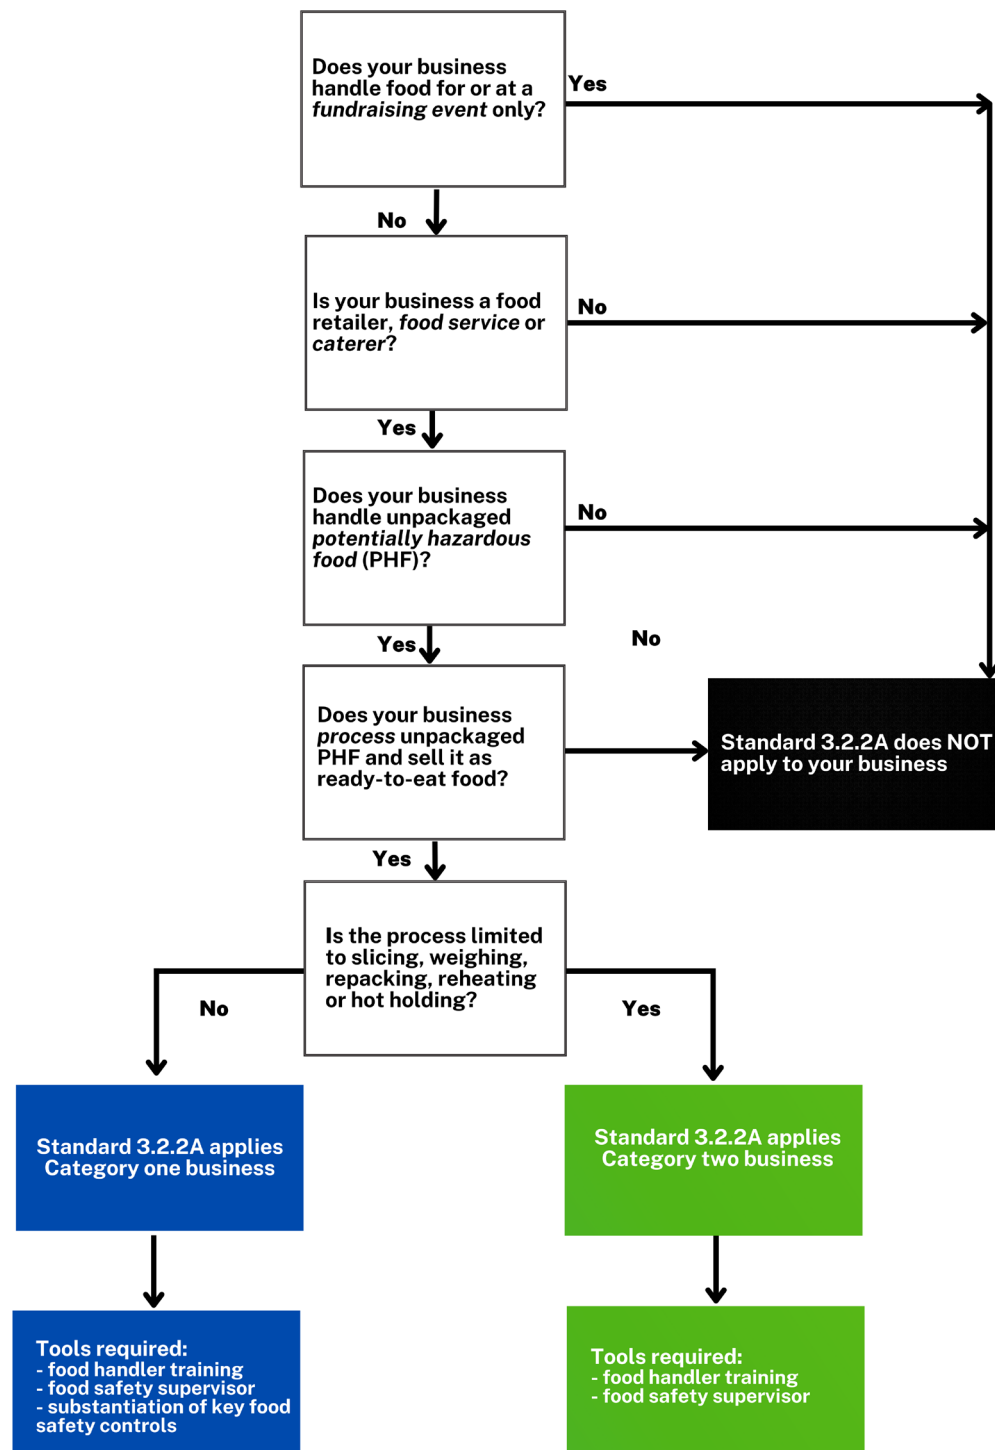 Does your business
handle food for or at a
fundraising event only?
Yes
No
Is your business a food
retailer, food service or
caterer?
No
Yes
Does your business
handle unpackaged
potentially hazardous
food (PHF)?
No
Yes
No
Does your business
process unpackaged
PHF and sell it as
ready-to-eat food?
Standard 3.2.2A does NOT
apply to your business
Yes
Is the process limited
to slicing, weighing,
repacking, reheating
or hot holding?
No
Yes
Standard 3.2.2A applies
Category one business
Standard 3.2.2A applies
Category two business
Tools required:
- food handler training
- food safety supervisor
- substantiation of key food
safety controls
Tools required:
- food handler training
- food safety supervisor